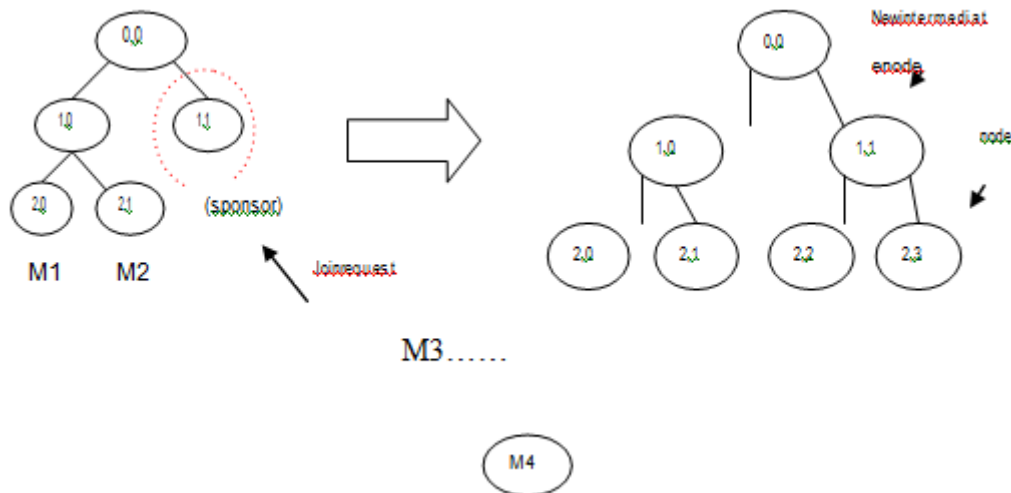 0,0
1,0
1,1
2,0
2,1
(sponsor)
M1
M2
Joinrequest
M3......
M4
0,0
Newintermediat
enode
1,0
1,1
node
2,0
2,1
2,2
2,3